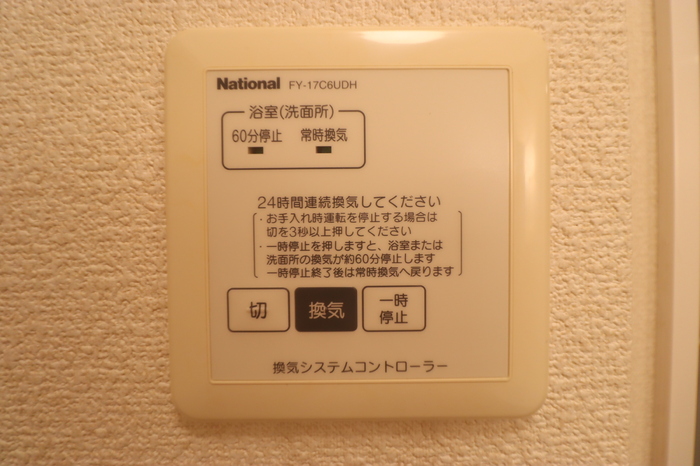 National FY-17C6UDH
浴室(洗面所)
60分停止 常時換気
24時間連続換気してください
・お手入れ時運転を停止する場合は
切を3秒以上押してください
・一時停止を押しますと、浴室または
洗面所の換気が約60分停止します
一時停止終了後は常時換気へ戻ります
切 換気 一時
停止
換気システムコントローラー